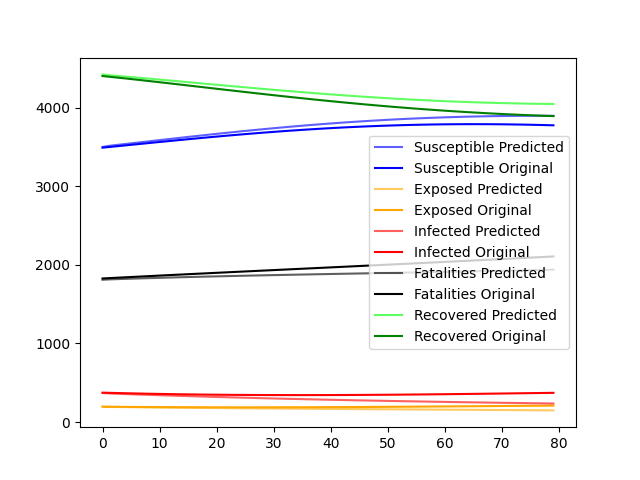 4000
3000
2000
1000
0
Susceptible Predicted
Susceptible Original
Exposed Predicted
Exposed Original
Infected Predicted
Infected Original
Fatalities Predicted
Fatalities Original
Recovered Predicted
Recovered Original
0 10 20 30 40 50 60 70 80